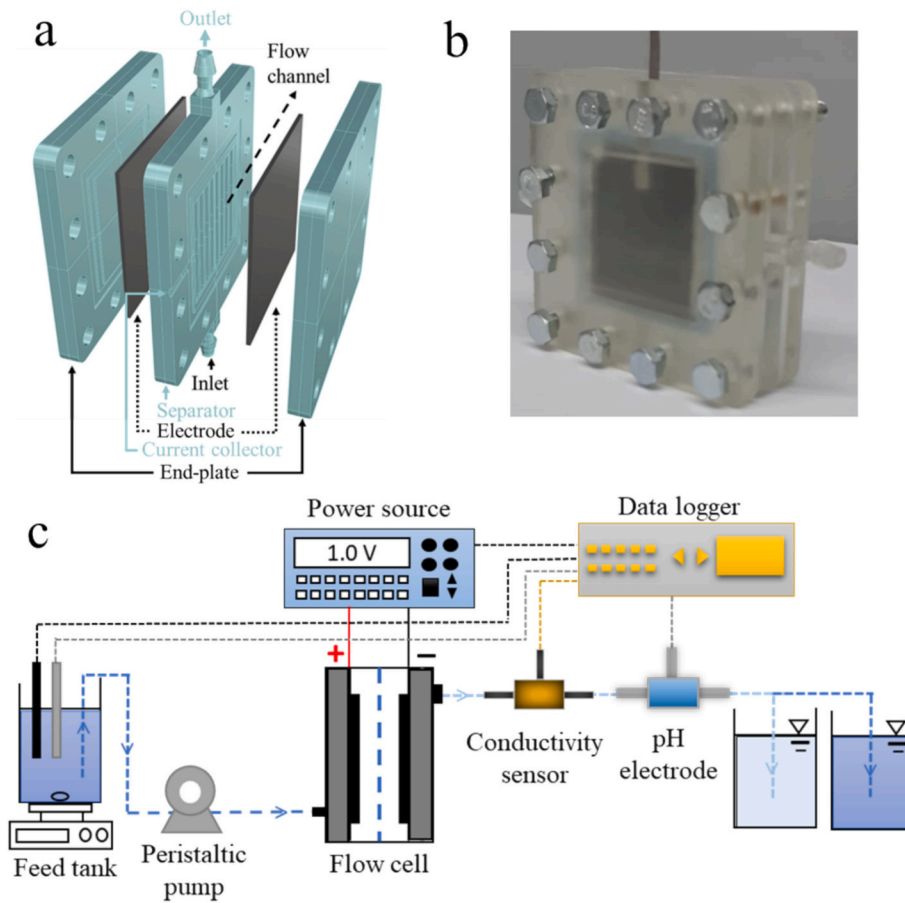 a
Outlet
Flow
channel
Inlet
Separator
Electrode
Current collector
End-plate
b
c
Power source
1.0 V
Data logger
+
−
Conductivity
sensor
pH
electrode
Feed tank
Peristaltic
pump
Flow cell